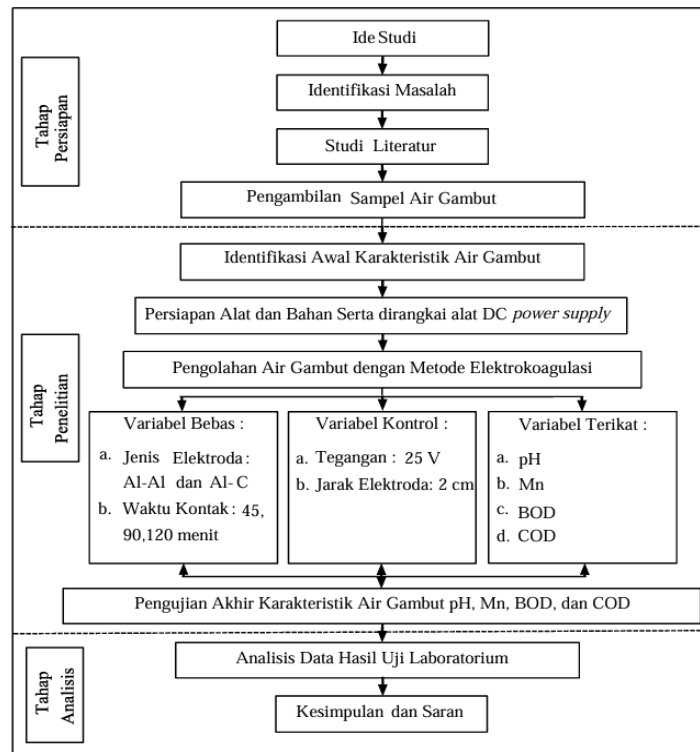 Tahap
Persiapan
Ide Studi
Identifikasi Masalah
Studi Literatur
Pengambilan Sampel Air Gambut
Tahap
Penelitian
Identifikasi Awal Karakteristik Air Gambut
Persiapan Alat dan Bahan Serta dirangkai alat DC power supply
Pengolahan Air Gambut dengan Metode Elektrokoagulasi
Variabel Bebas :
a. Jenis Elektroda :
Al-Al dan Al-C
b. Waktu Kontak : 45,
90,120 menit
Variabel Kontrol :
a. Tegangan : 25 V
b. Jarak Elektroda: 2 cm
Variabel Terikat :
a. pH
b. Mn
c. BOD
d. COD
Pengujian Akhir Karakteristik Air Gambut pH, Mn, BOD, dan COD
Tahap
Analisis
Analisis Data Hasil Uji Laboratorium
Kesimpulan dan Saran